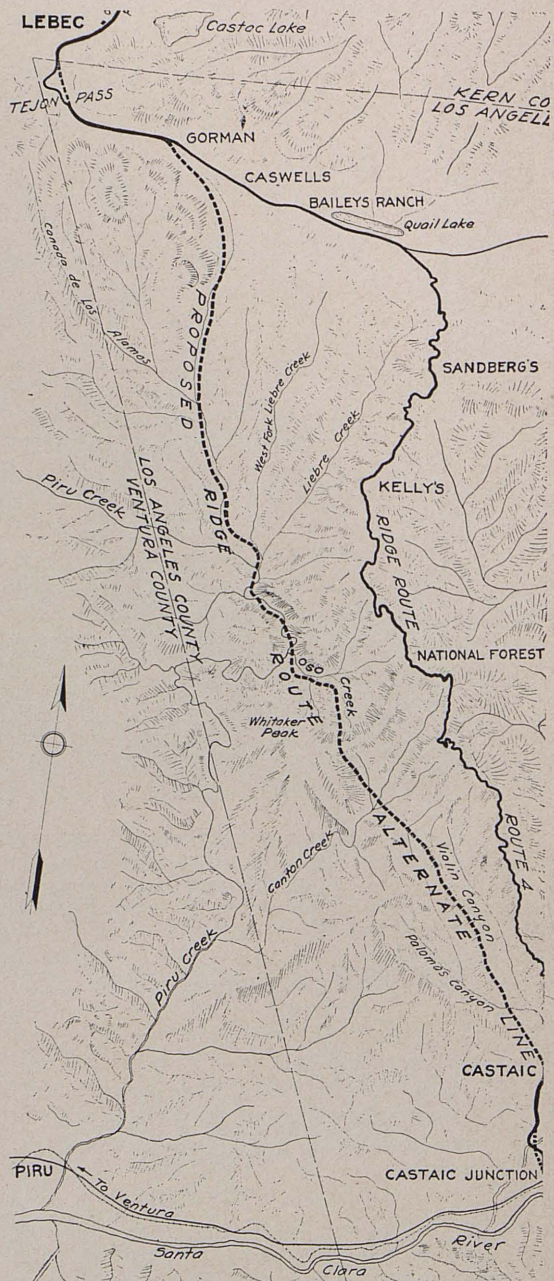 LEBEC
Castac Lake
KERN CO
LOS ANGELE
TEJON PASS
GORMAN
CASWELLS
BAILEYS RANCH
Quail Lake
Canada de Los Alamos
PROPOSED
SANDBERG'S
West Fork Liebre Creek
Liebre Creek
KELLY'S
Piru Creek
RIDGE
RIDGE ROUTE
LOS ANGELES COUNTY
VENTURA COUNTY
NATIONAL FOREST
OSO Creek
ROUTE
Whitaker
Peak
ROUTE 4
ALTERNATE
Violin Canyon
Canton Creek
Piru Creek
Palomas Canyon
LINE
CASTAIC
PIRU
CASTAIC JUNCTION
To Ventura
Santa Clara River